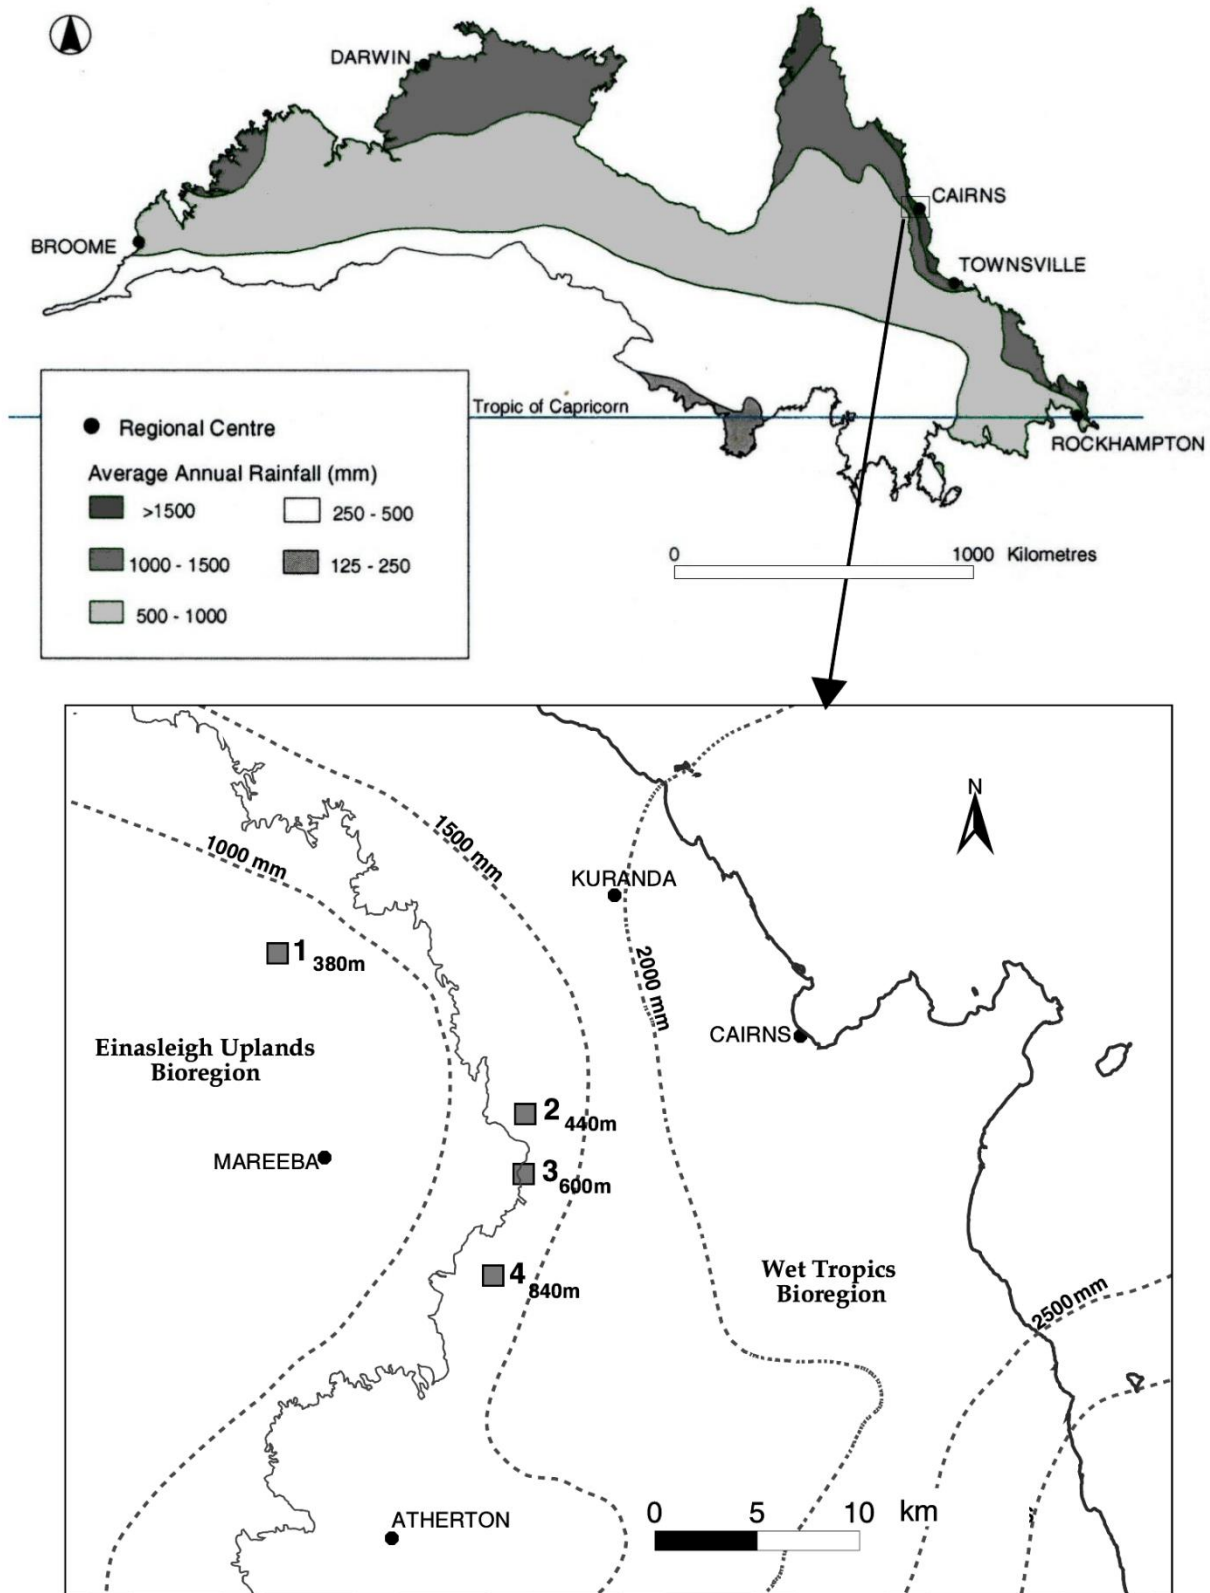 DARWIN
CAIRNS
BROOME
TOWNSVILLE
Tropic of Capricorn
ROCKHAMPTON
Regional Centre
Average Annual Rainfall (mm)
>1500
250 - 500
1000 - 1500
125 - 250
500 - 1000
0 1000 Kilometres
N
1000 mm
1500 mm
KURANDA
1 380m
2000 mm
CAIRNS
Einasleigh Uplands
Bioregion
2 440m
MAREEBA
3 600m
4 840m
Wet Tropics
Bioregion
2500 mm
ATHERTON
0 5 10 km